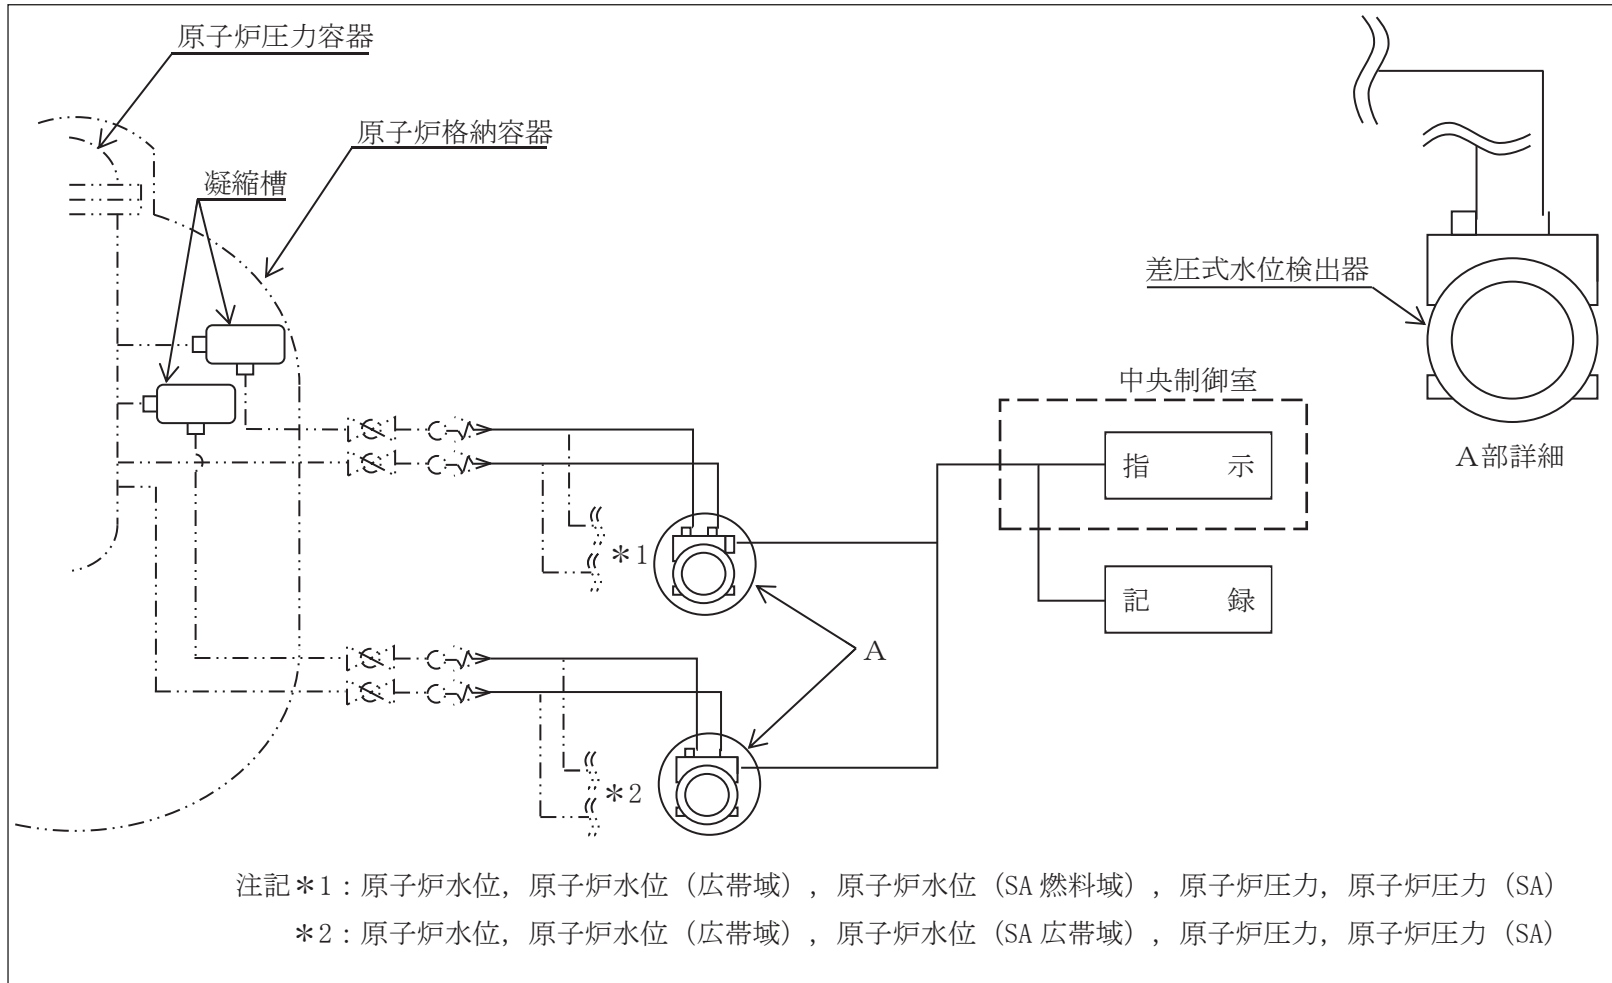 原子炉圧力容器
原子炉格納容器
凝縮槽
差圧式水位検出器
中央制御室
指　示
A部詳細
記　録
*1
A
*2
注記*1:原子炉水位,原子炉水位(広帯域),原子炉水位(SA 燃料域),原子炉圧力,原子炉圧力(SA)
*2:原子炉水位,原子炉水位(広帯域),原子炉水位(SA 広帯域),原子炉圧力,原子炉圧力(SA)